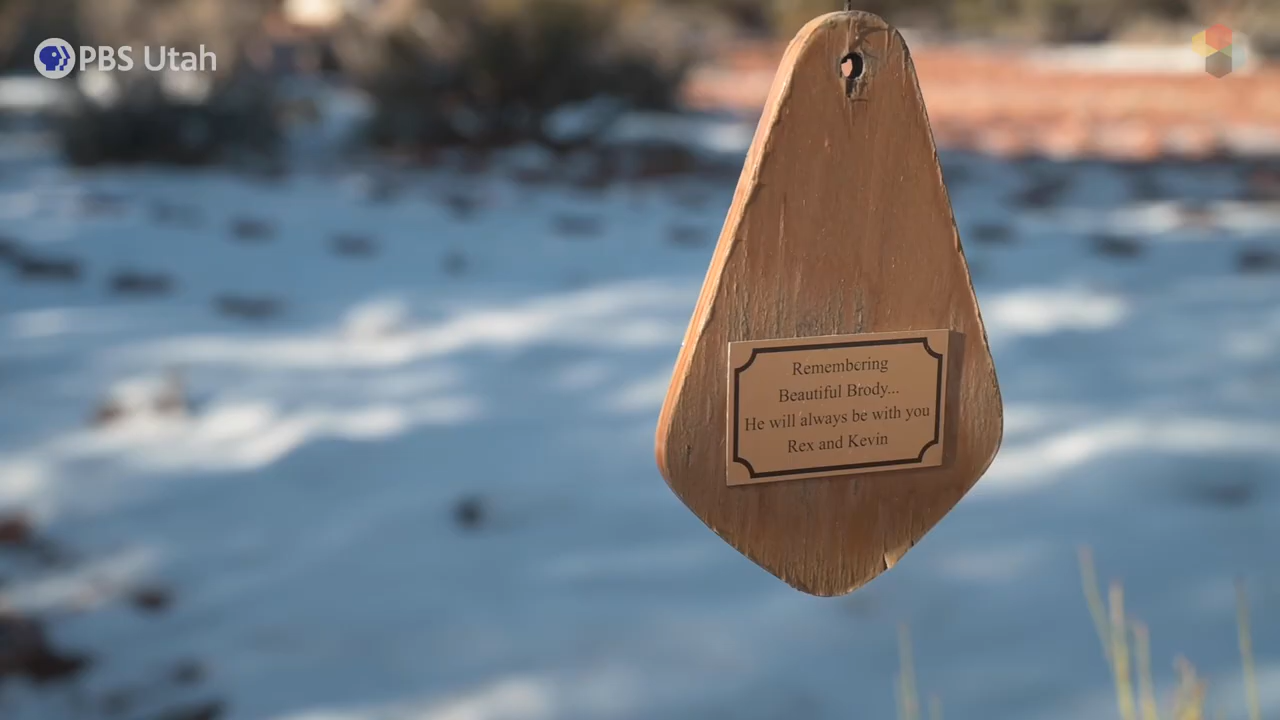 PBS Utah
Remembering
Beautiful Brody...
He will always be with you
Rex and Kevin